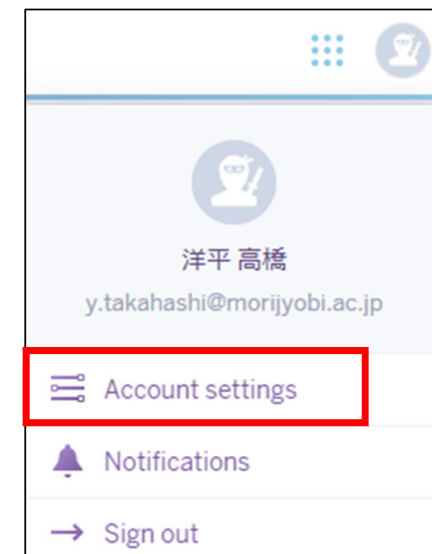 洋平 高橋
y.takahashi@morijyobi.ac.jp
Account settings
Notifications
Sign out